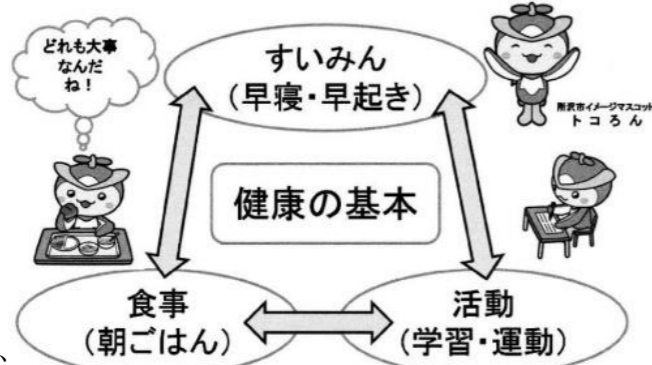 どれも大事
なんだ
ね！
すいみん
（早寝・早起き）
所沢市イメージマスコット
トコろん
健康の基本
食事
（朝ごはん）
活動
（学習・運動）
、